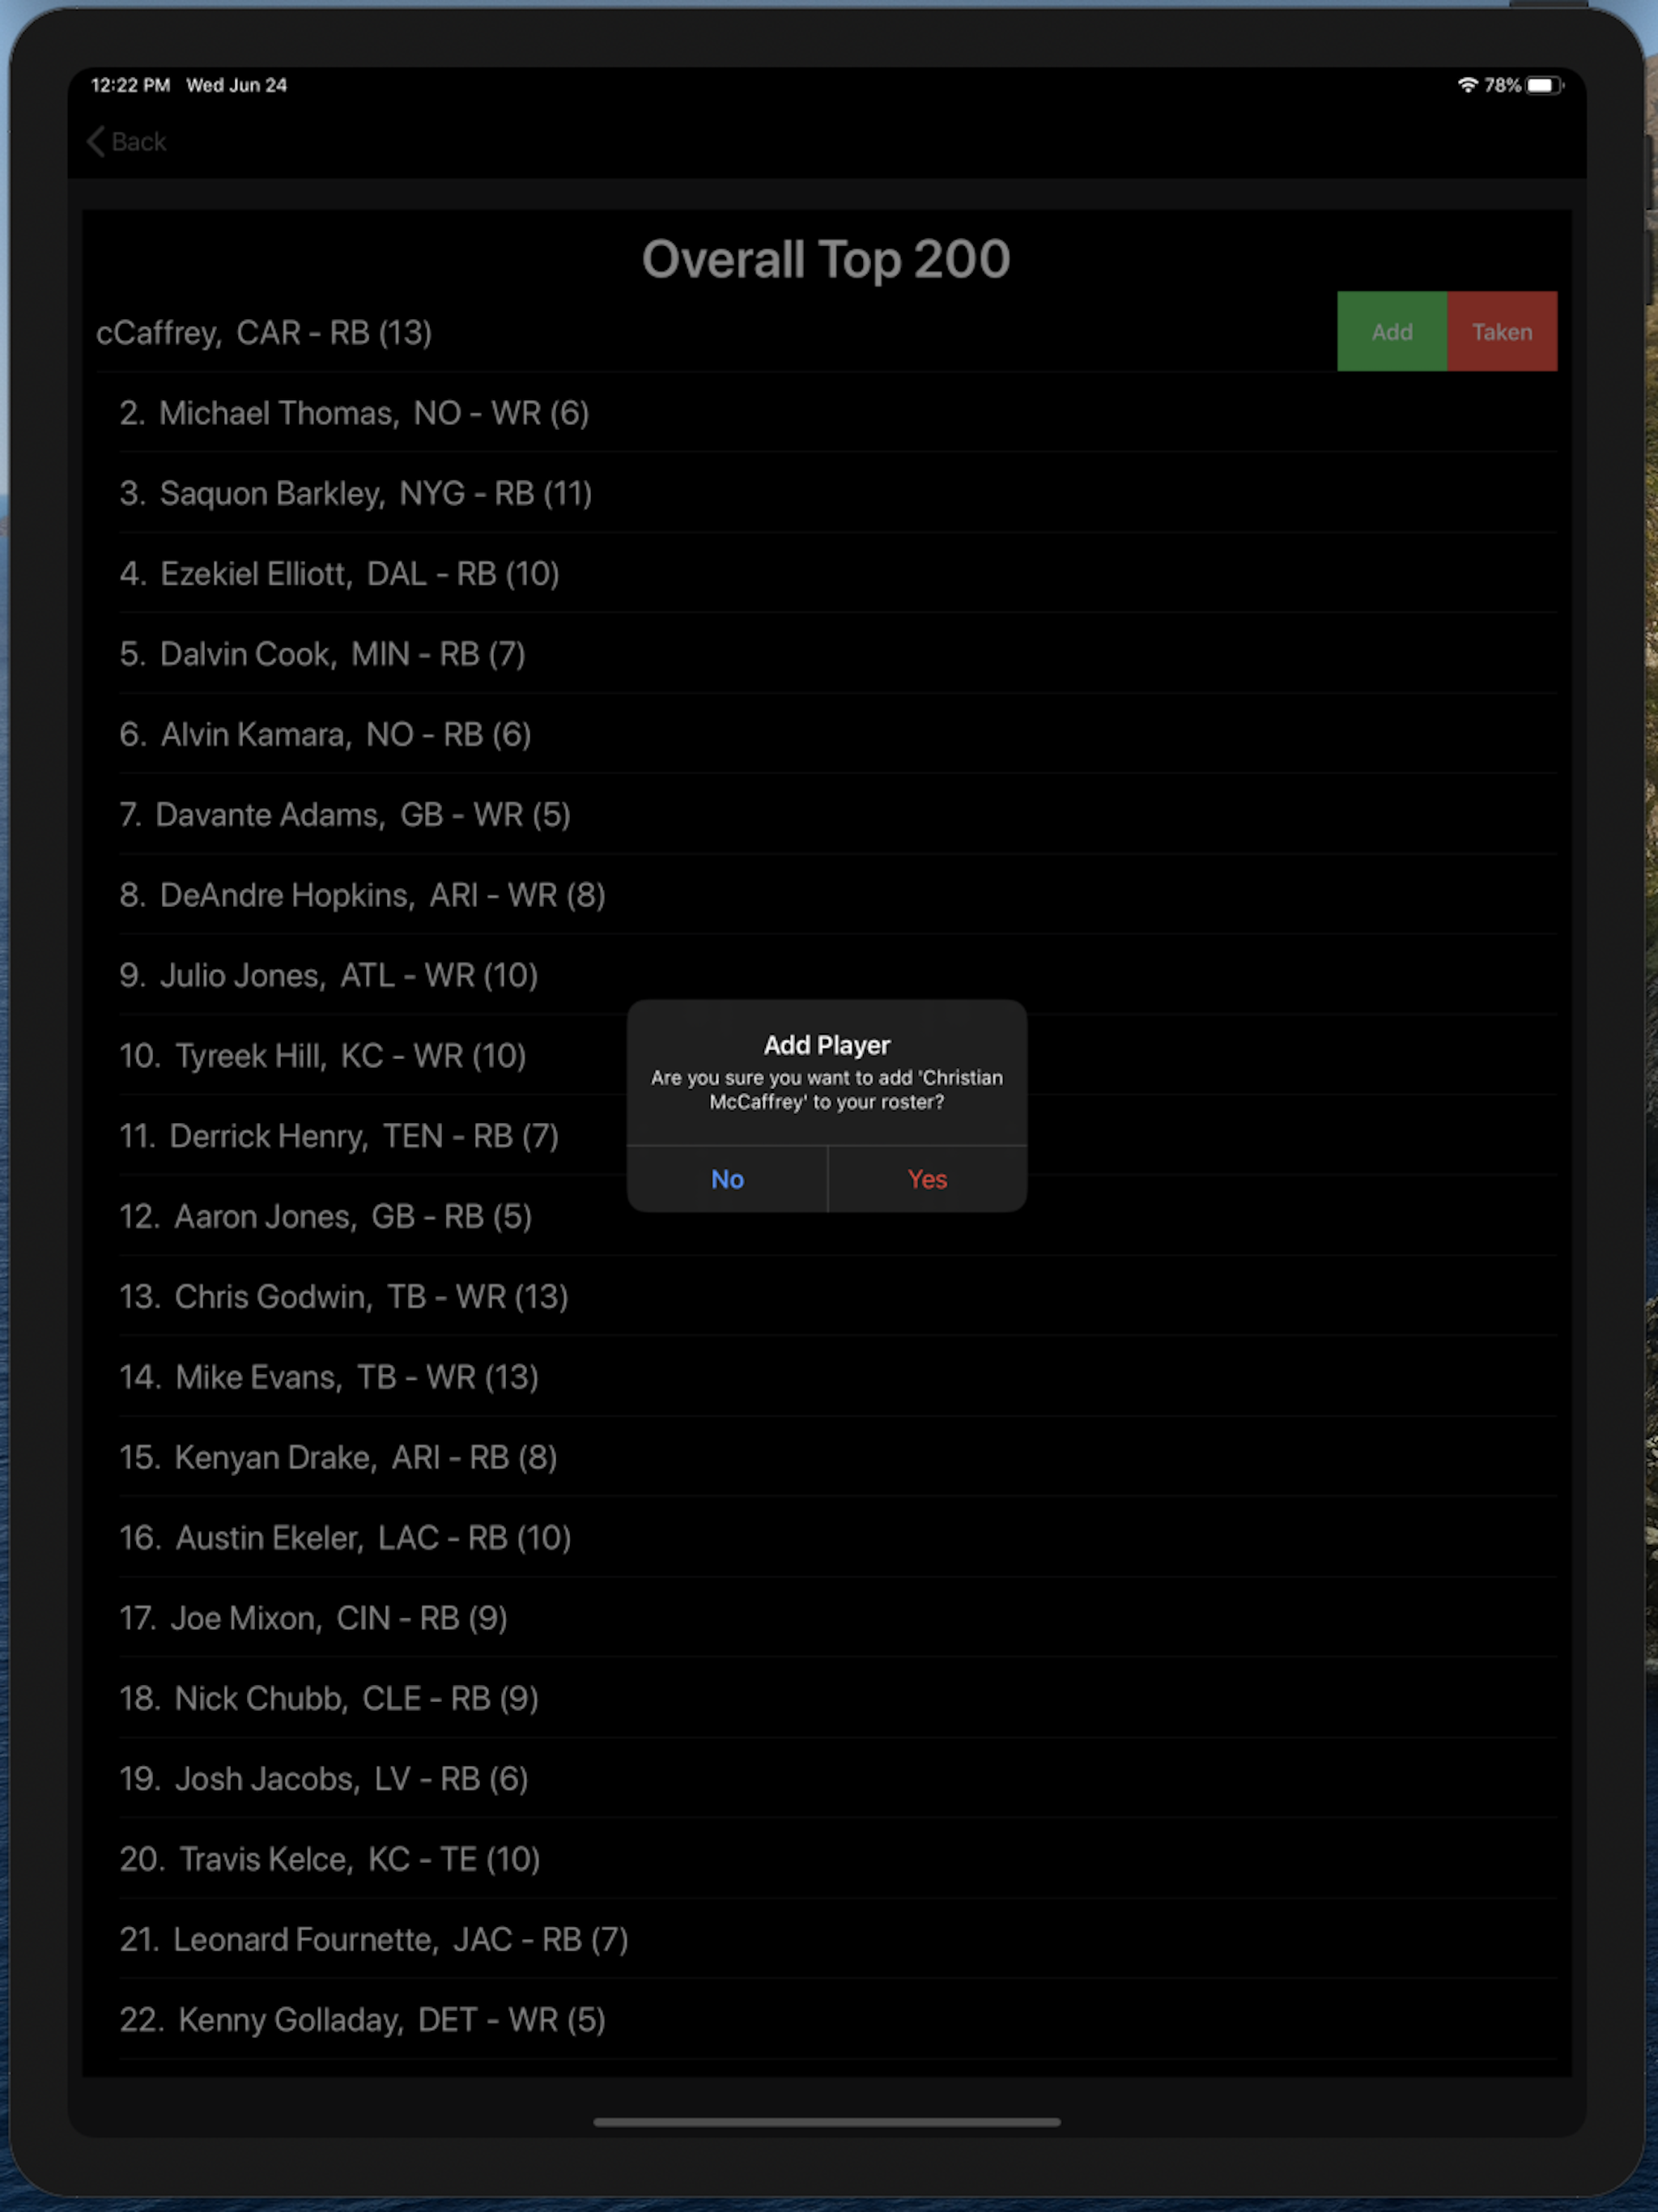 12:22 PM Wed Jun 24
78%
Back
Overall Top 200
cCaffrey, CAR - RB (13)
Add
Taken
2. Michael Thomas, NO - WR (6)
3. Saquon Barkley, NYG - RB (11)
4. Ezekiel Elliott, DAL - RB (10)
5. Dalvin Cook, MIN - RB (7)
6. Alvin Kamara, NO - RB (6)
7. Davante Adams, GB - WR (5)
8. DeAndre Hopkins, ARI - WR (8)
9. Julio Jones, ATL - WR (10)
10. Tyreek Hill, KC - WR (10)
11. Derrick Henry, TEN - RB (7)
12. Aaron Jones, GB - RB (5)
13. Chris Godwin, TB - WR (13)
14. Mike Evans, TB - WR (13)
15. Kenyan Drake, ARI - RB (8)
16. Austin Ekeler, LAC - RB (10)
17. Joe Mixon, CIN - RB (9)
18. Nick Chubb, CLE - RB (9)
19. Josh Jacobs, LV - RB (6)
20. Travis Kelce, KC - TE (10)
21. Leonard Fournette, JAC - RB (7)
22. Kenny Golladay, DET - WR (5)
Add Player
Are you sure you want to add 'Christian
McCaffrey' to your roster?
No
Yes